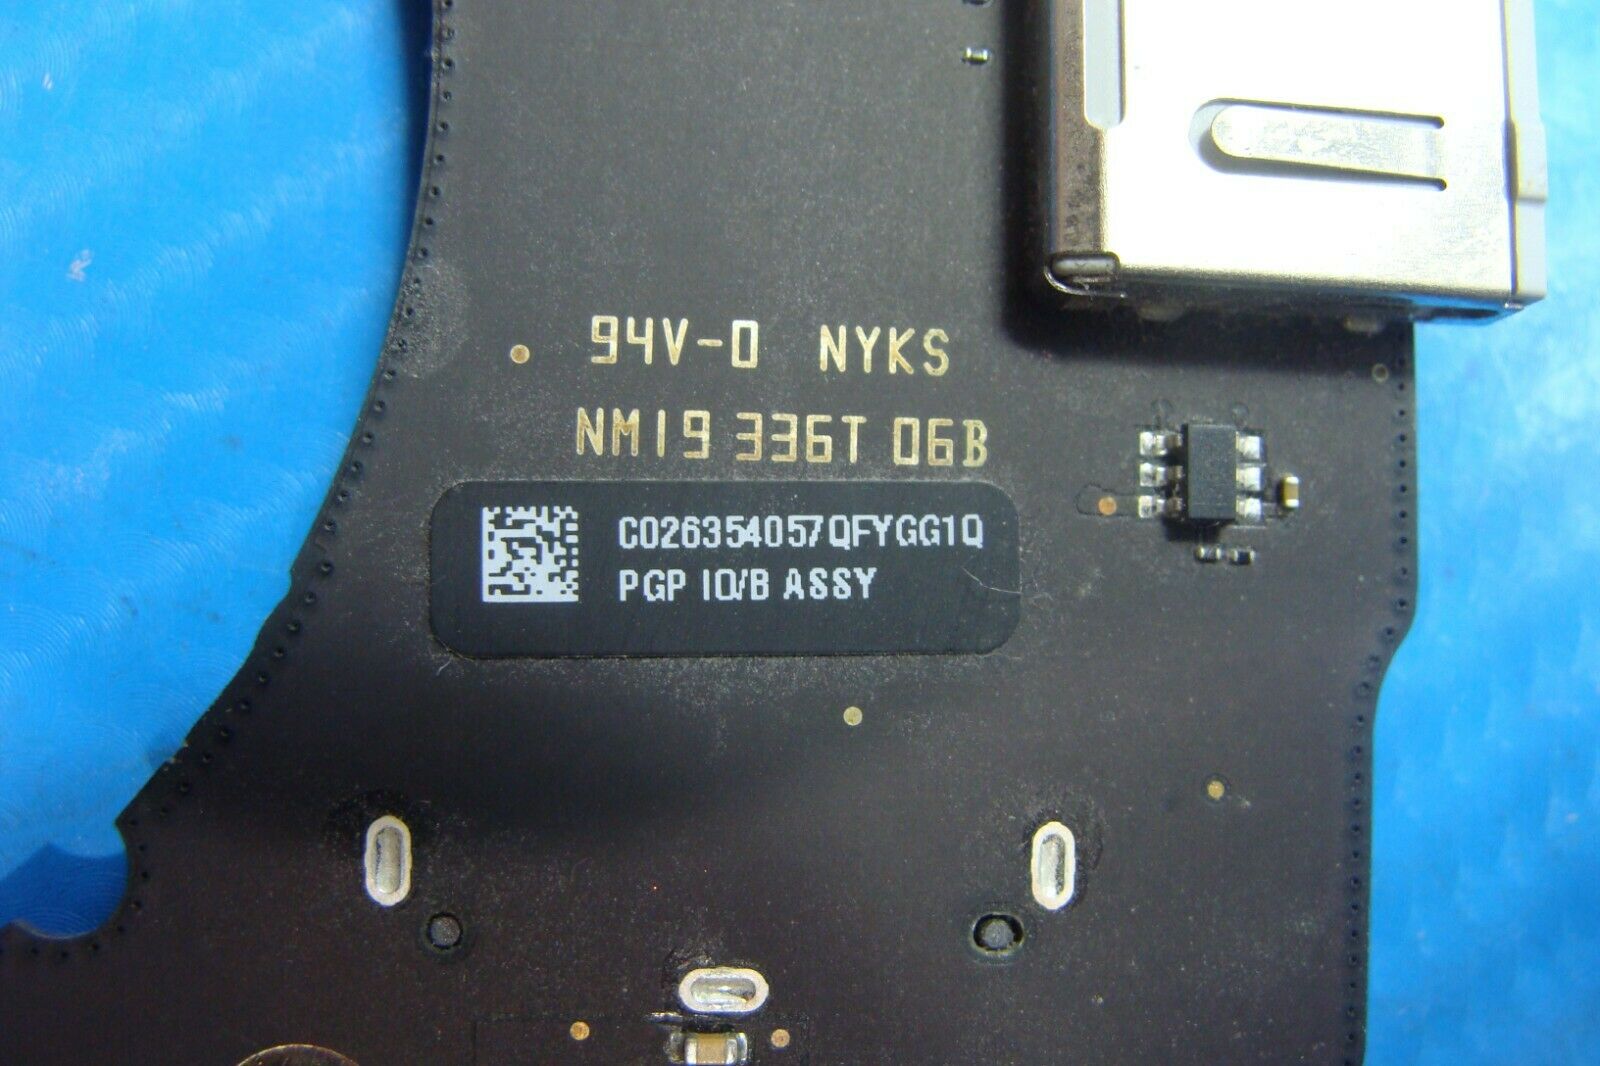 94V-0 NYKS
NM19 336T 06B
C026354057QFYGG1Q
PGP IO/B ASSY